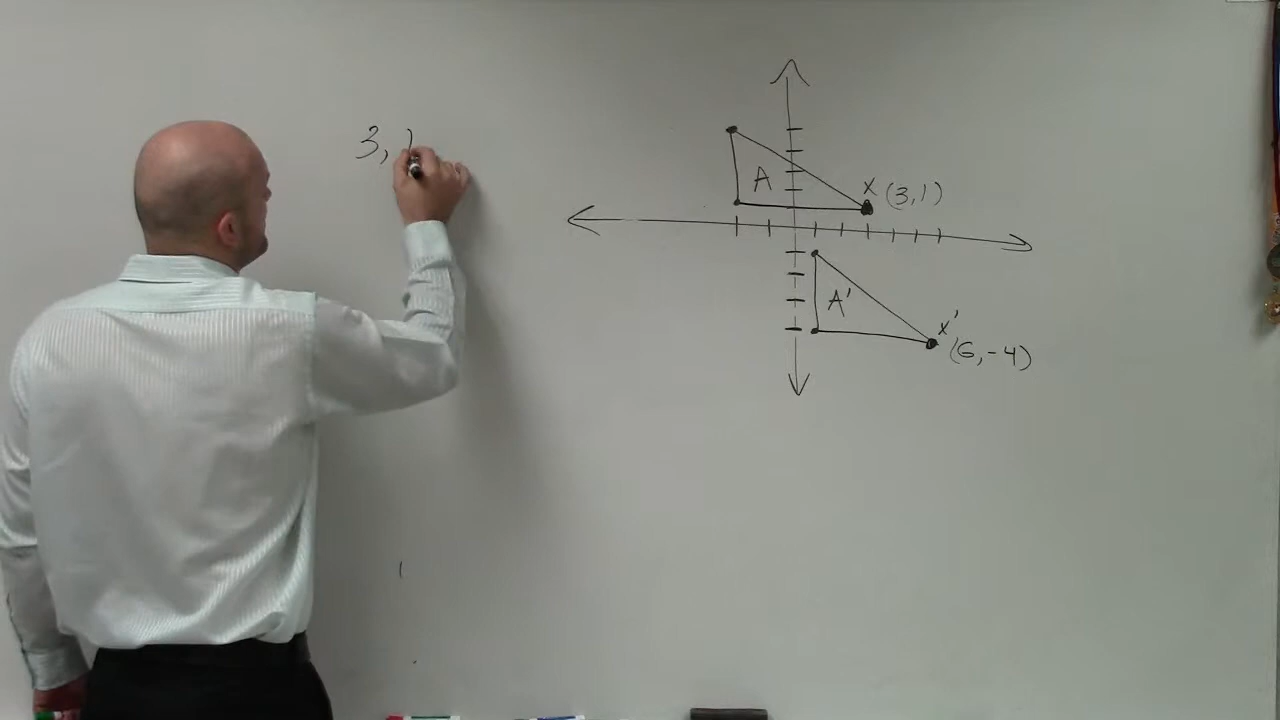 3, 1
A
x (3, 1)
A'
x'
(6, -4)